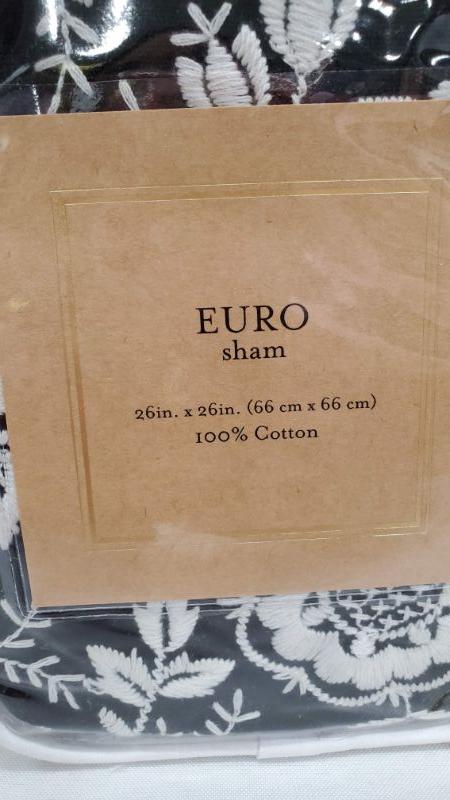 EURO
sham
26in. x 26in. (66 cm x 66 cm)
100% Cotton